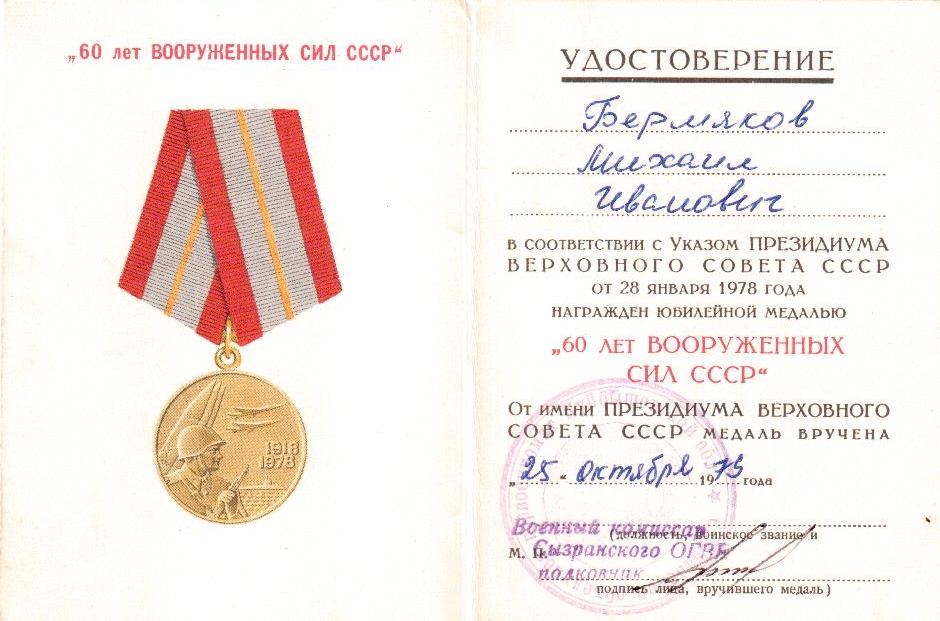 „60 лет ВООРУЖЕННЫХ СИЛ СССР“
1918
1978
УДОСТОВЕРЕНИЕ
Бермяков
Михаил
Иванович
В СООТВЕТСТВИИ С УКАЗОМ ПРЕЗИДИУМА
ВЕРХОВНОГО СОВЕТА СССР
ОТ 28 ЯНВАРЯ 1978 ГОДА
НАГРАЖДЕН ЮБИЛЕЙНОЙ МЕДАЛЬЮ
„60 ЛЕТ ВООРУЖЕННЫХ
СИЛ СССР“
ОТ ИМЕНИ ПРЕЗИДИУМА ВЕРХОВНОГО
СОВЕТА СССР МЕДАЛЬ ВРУЧЕНА
„25“ октября 1979 года
Военный комиссар
(должность, воинское звание и
М. П.
Сызранского ОГВК
полковник
подпись лица, вручившего медаль)